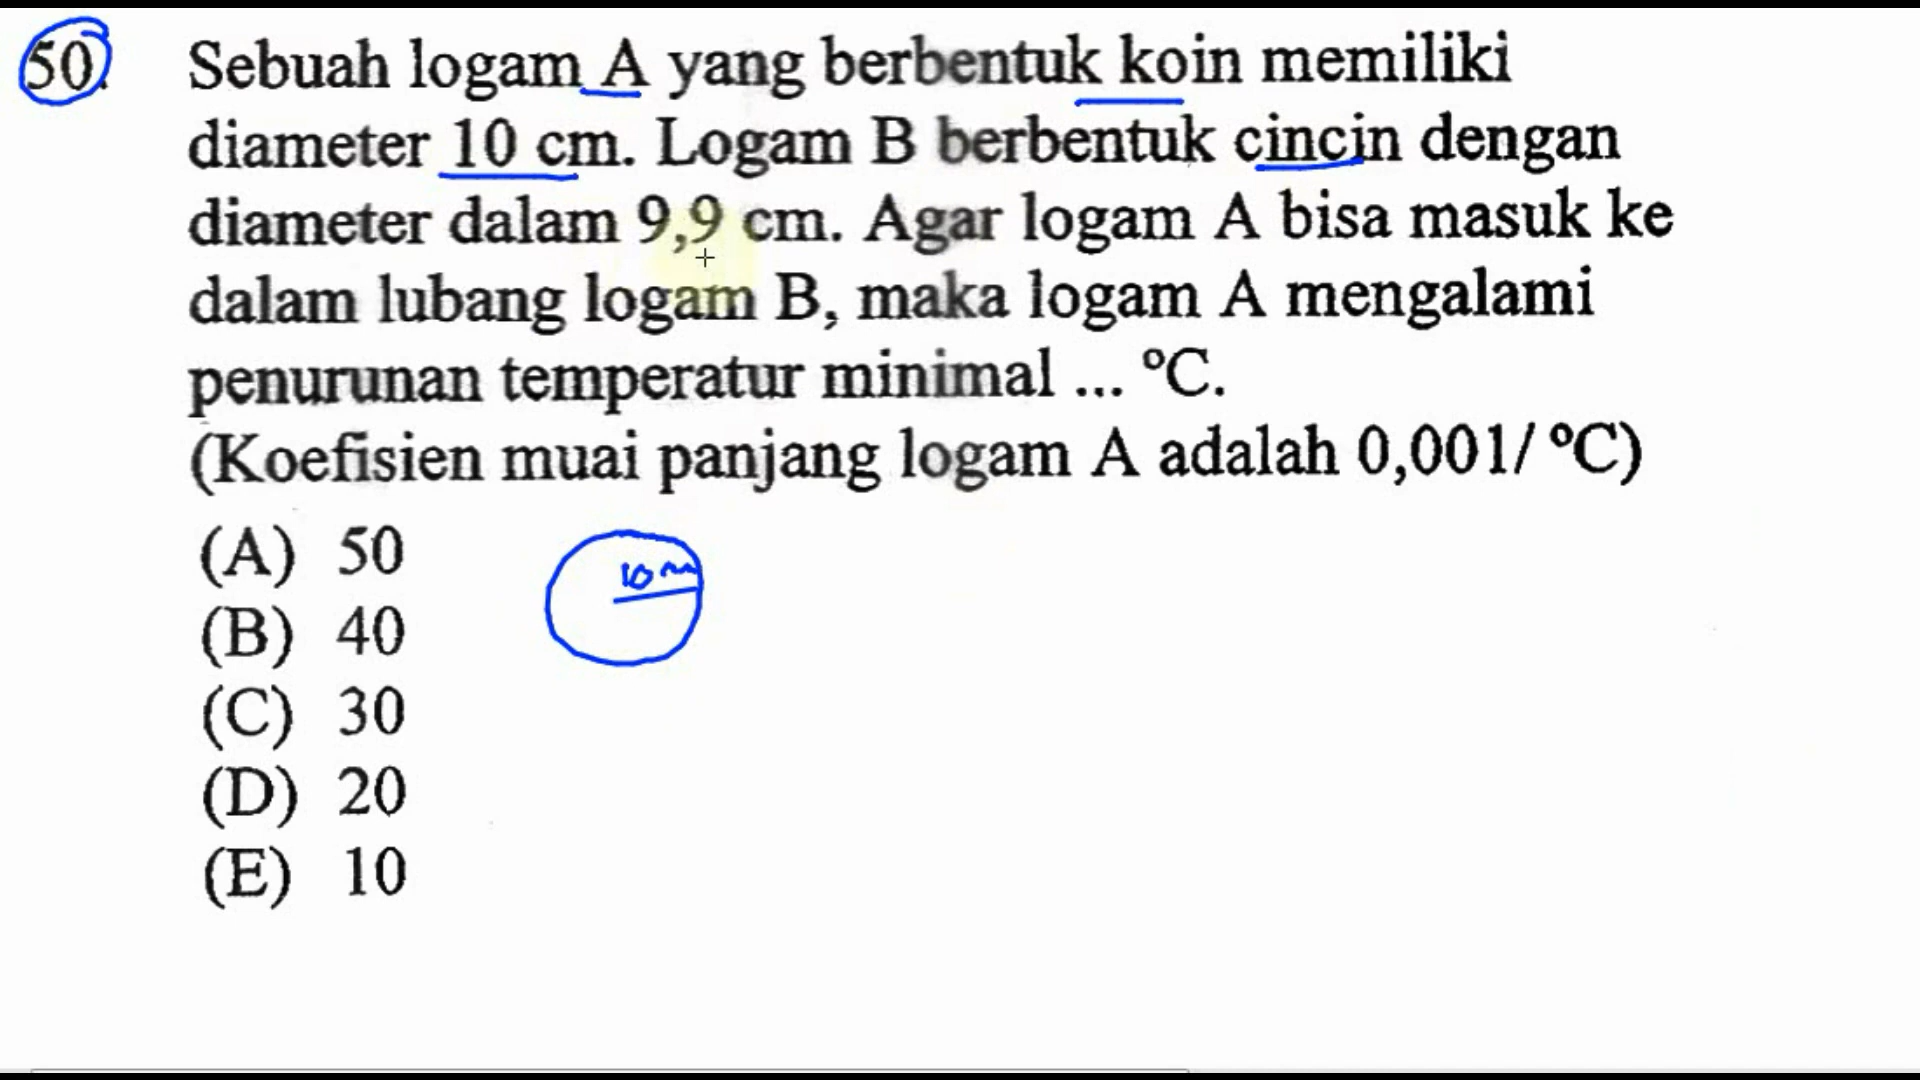 50. Sebuah logam A yang berbentuk koin memiliki
diameter 10 cm. Logam B berbentuk cincin dengan
diameter dalam 9,9 cm. Agar logam A bisa masuk ke
dalam lubang logam B, maka logam A mengalami
penurunan temperatur minimal ... °C.
(Koefisien muai panjang logam A adalah 0,001/ °C)
(A) 50
10
(B) 40
(C) 30
(D) 20
(E) 10